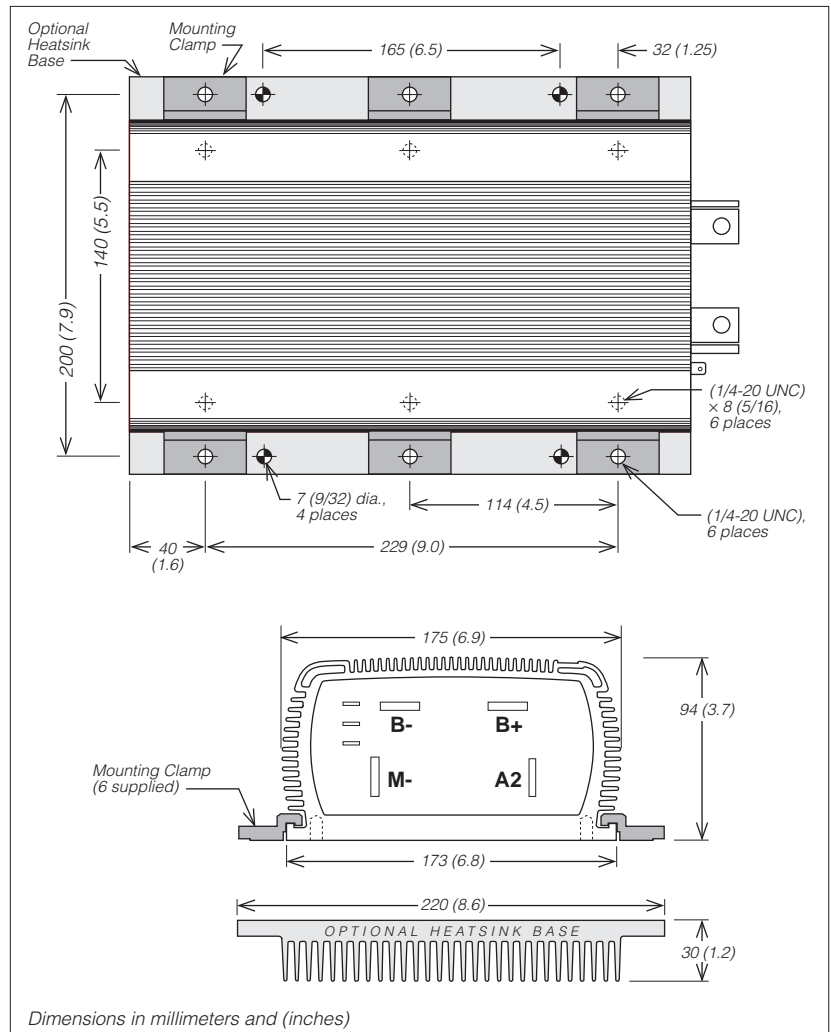 Optional
Heatsink
Base
Mounting
Clamp
165 (6.5)
32 (1.25)
200 (7.9)
140 (5.5)
(1/4-20 UNC)
× 8 (5/16),
6 places
7 (9/32) dia.,
4 places
114 (4.5)
(1/4-20 UNC),
6 places
40
(1.6)
229 (9.0)
175 (6.9)
94 (3.7)
B-
B+
M-
A2
Mounting Clamp
(6 supplied)
173 (6.8)
220 (8.6)
OPTIONAL HEATSINK BASE
30 (1.2)
Dimensions in millimeters and (inches)